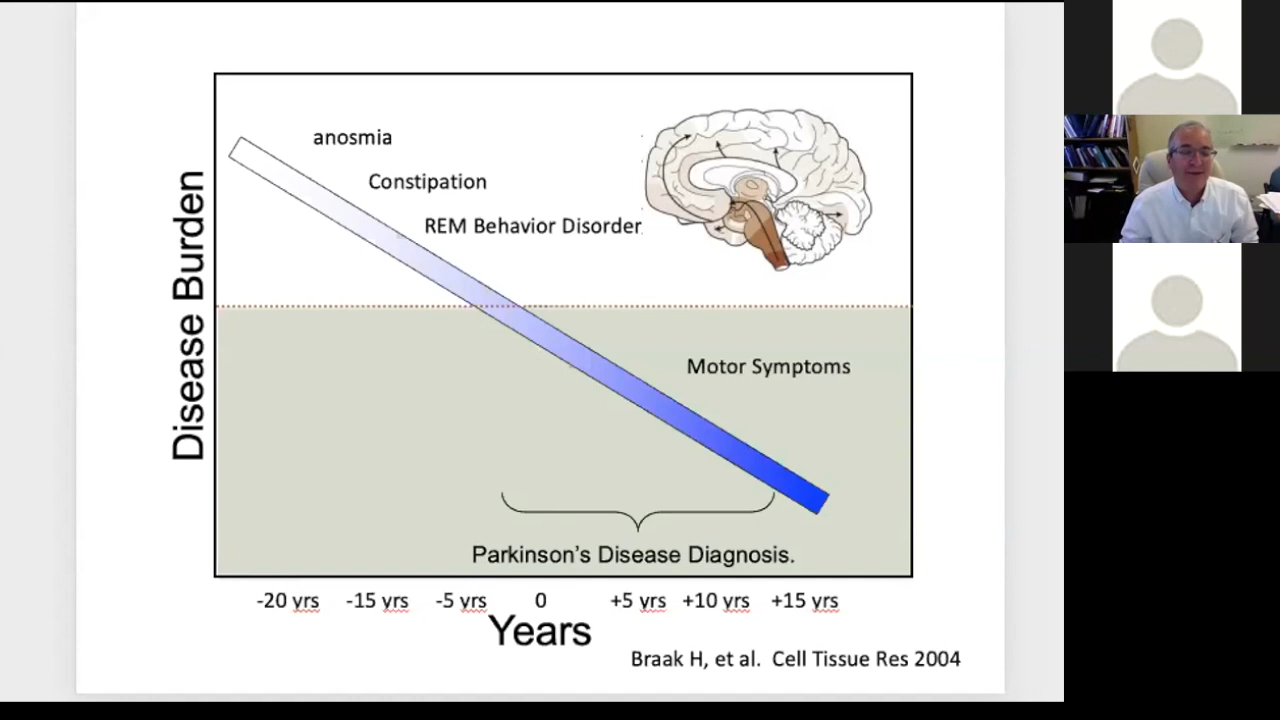 anosmia
Constipation
REM Behavior Disorder
Disease Burden
Motor Symptoms
Parkinson's Disease Diagnosis.
-20 yrs -15 yrs -5 yrs 0 +5 yrs +10 yrs +15 yrs
Years
Braak H, et al. Cell Tissue Res 2004